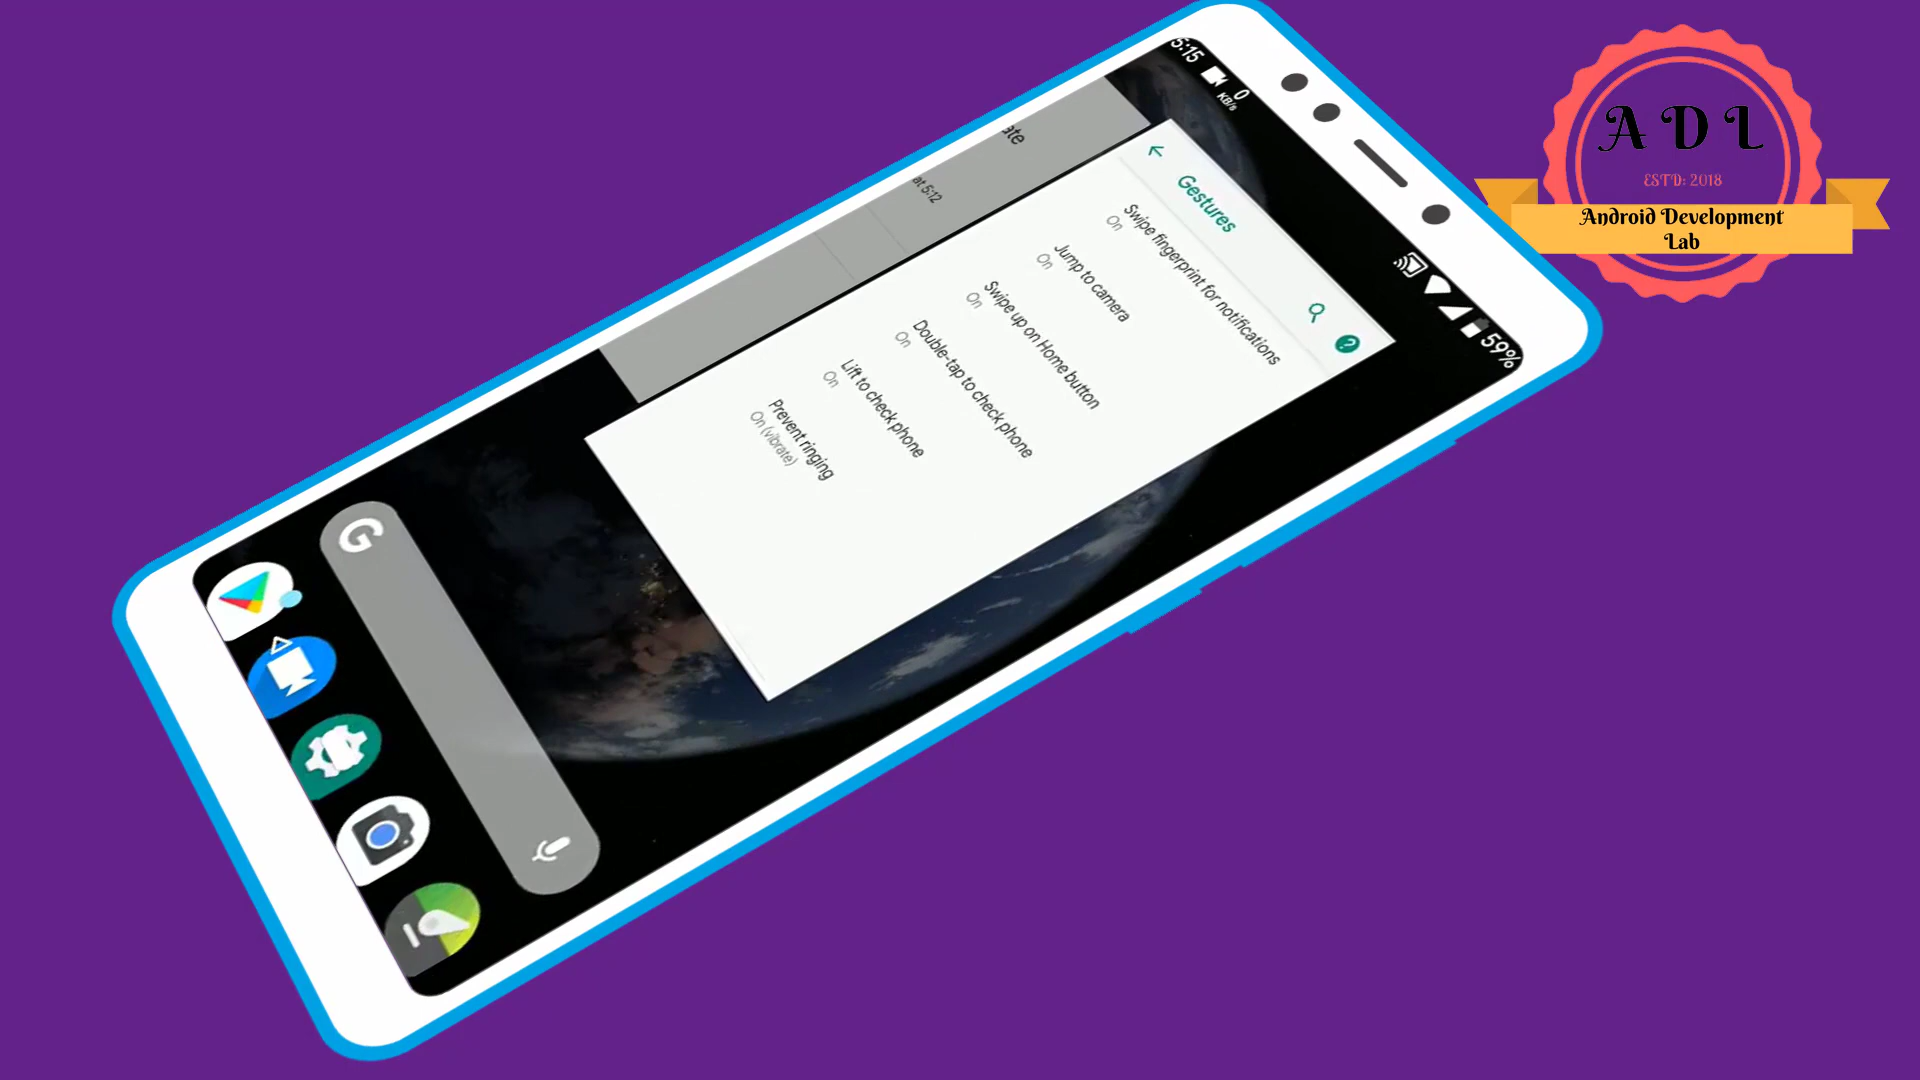 5:15
0
KB/s
59%
ate
at 5:12
Gestures
?
Swipe fingerprint for notifications
On
Jump to camera
On
Swipe up on Home button
On
Double-tap to check phone
On
Lift to check phone
On
Prevent ringing
On (vibrate)
G
A D L
ESTD: 2018
Android Development
Lab